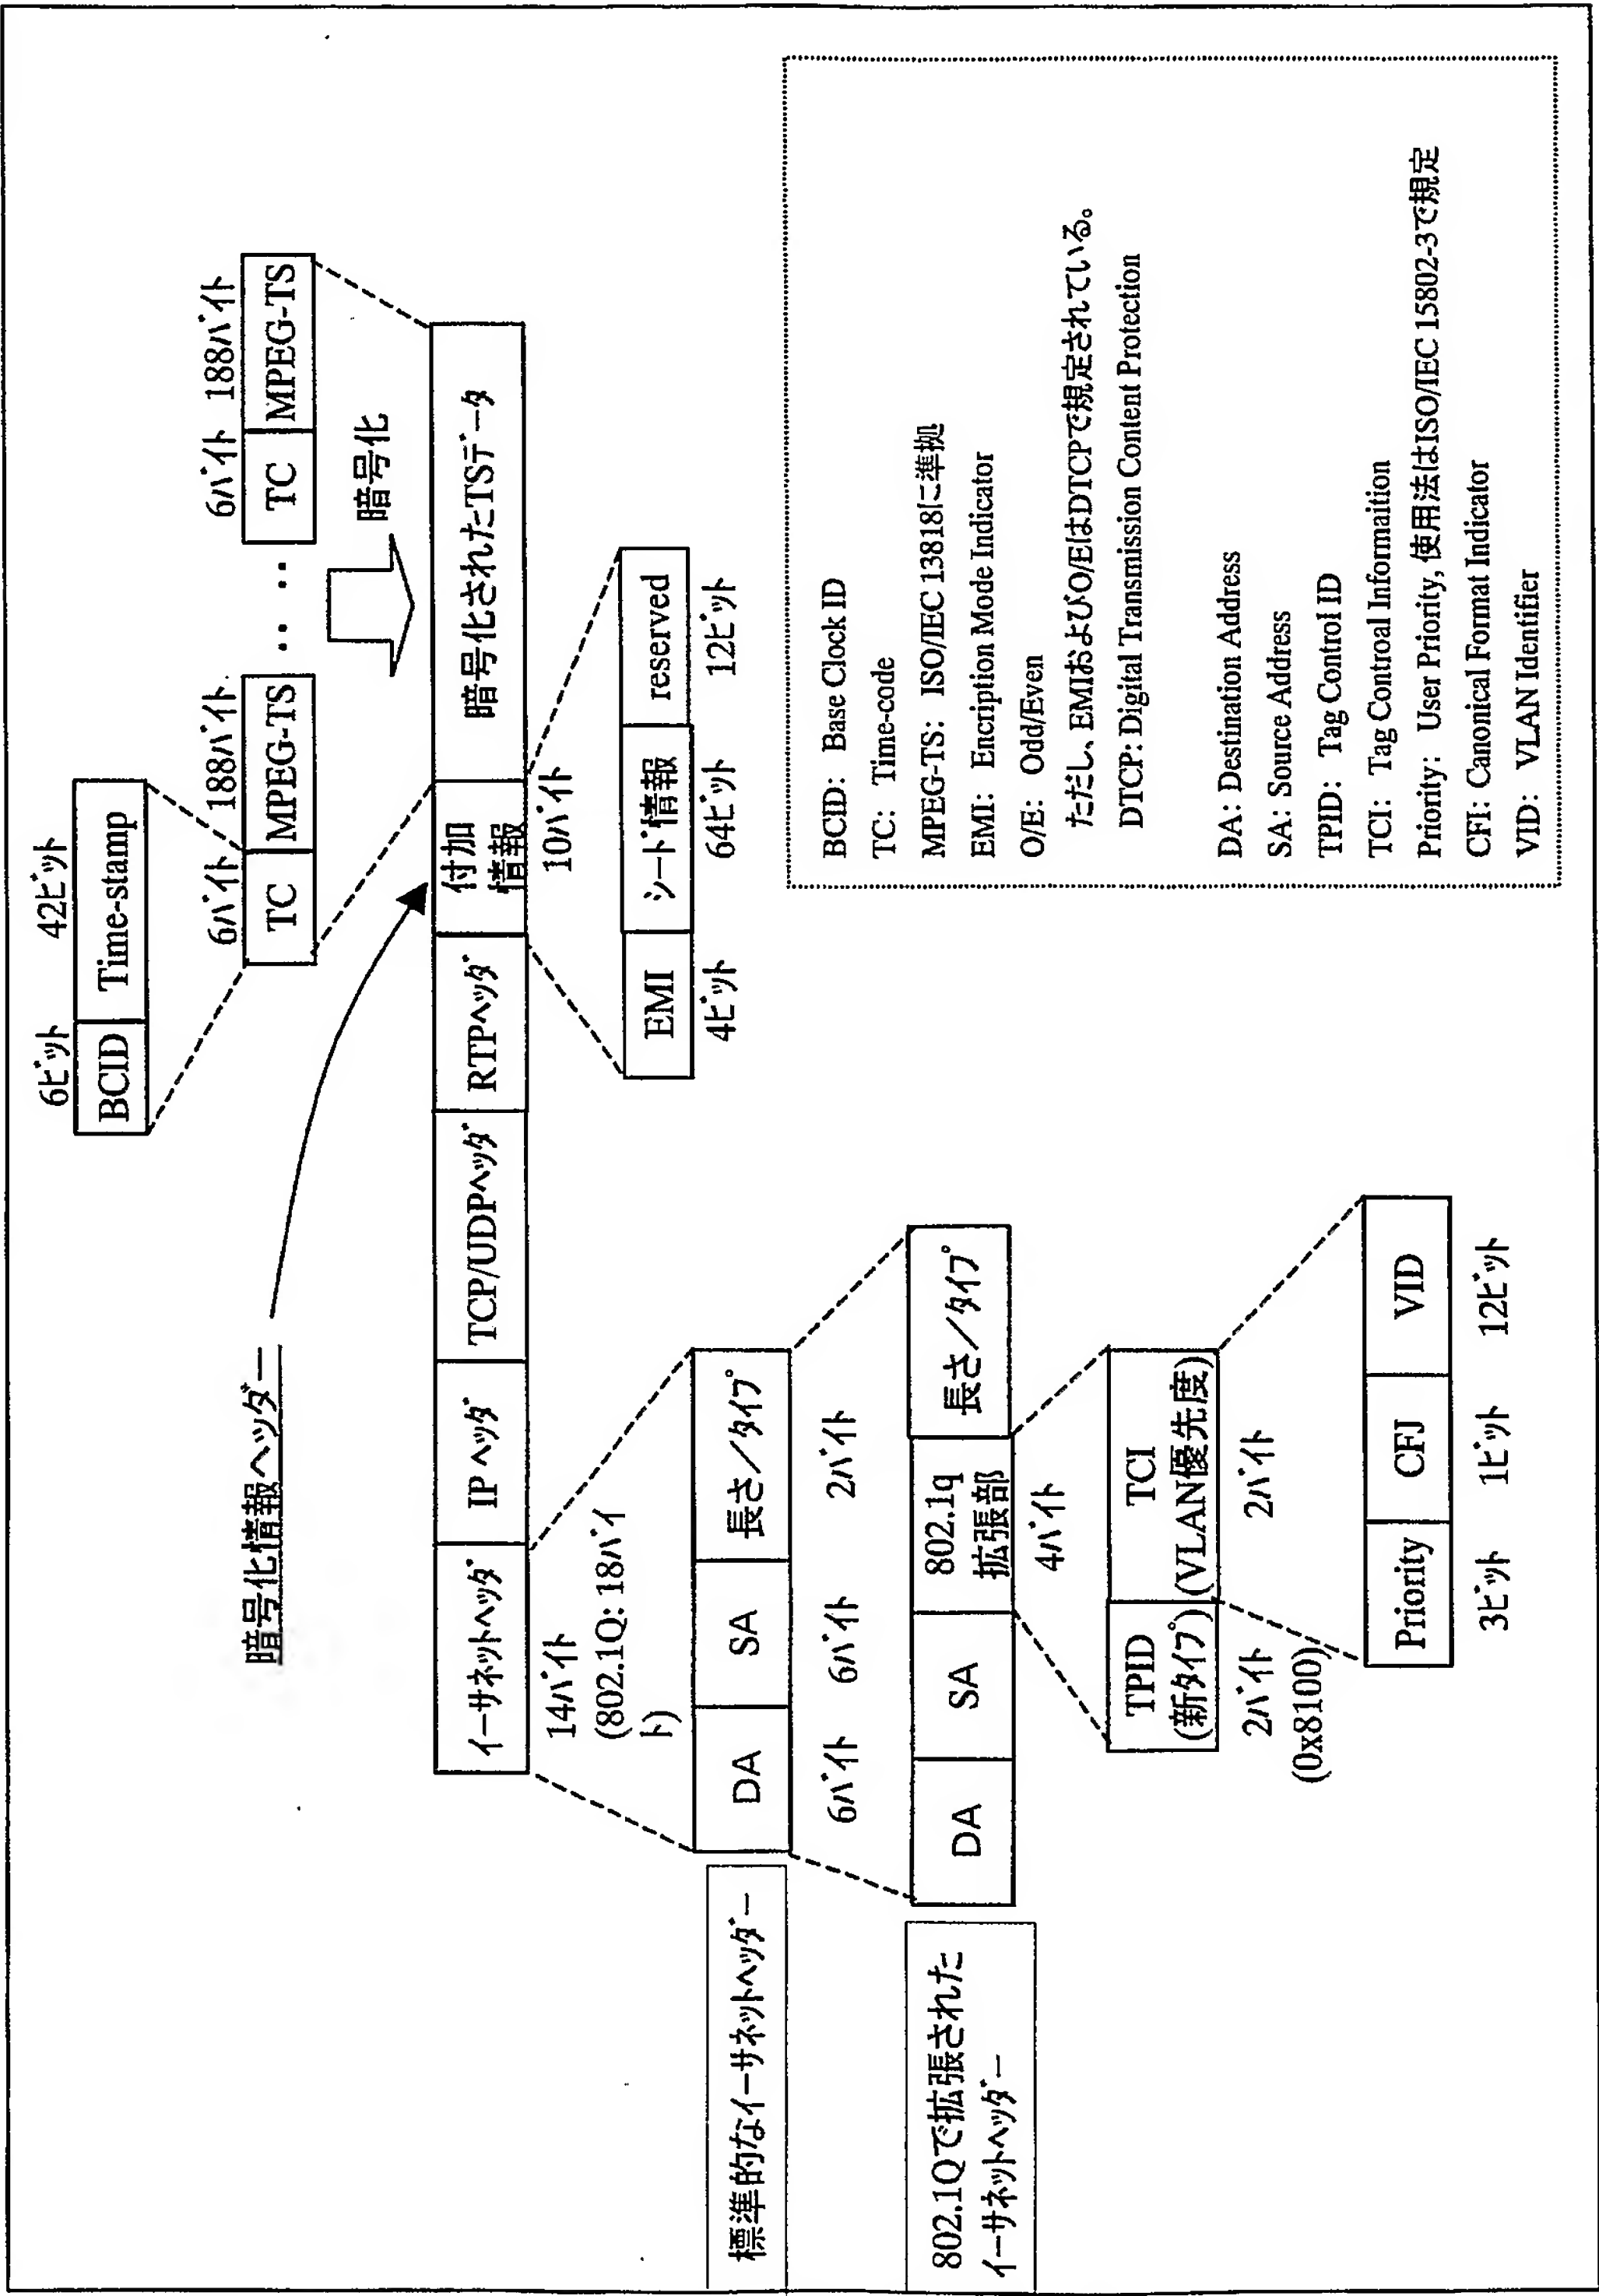 6ビット 42ビット
BCID Time-stamp
6バイト 188バイト 6バイト 188バイト
TC MPEG-TS ‥ ‥ TC MPEG-TS
暗号化
暗号化情報ヘッダー
イーサネットヘッダ IPヘッダ TCP/UDPヘッダ RTPヘッダ 付加 暗号化されたTSデータ
情報
14バイト 10バイト
(802.1Q: 18バイ
ト)
EMI シード情報 reserved
4ビット 64ビット 12ビット
標準的なイーサネットヘッダー
DA SA 長さ/タイプ
6バイト 6バイト 2バイト
802.1Qで拡張された
イーサネットヘッダー
DA SA 802.1q 長さ/タイプ
拡張部
4バイト
TPID TCI
(新タイプ) (VLAN優先度)
2バイト 2バイト
(0x8100)
Priority CFJ VID
3ビット 1ビット 12ビット
BCID: Base Clock ID
TC: Time-code
MPEG-TS: ISO/IEC 13818に準拠
EMI: Encription Mode Indicator
O/E: Odd/Even
ただし、EMIおよびO/EはDTCPで規定されている。
DTCP: Digital Transmission Content Protection
DA: Destination Address
SA: Source Address
TPID: Tag Control ID
TCI: Tag Controal Informaition
Priority: User Priority, 使用法はISO/IEC 15802-3で規定
CFI: Canonical Format Indicator
VID: VLAN Identifier